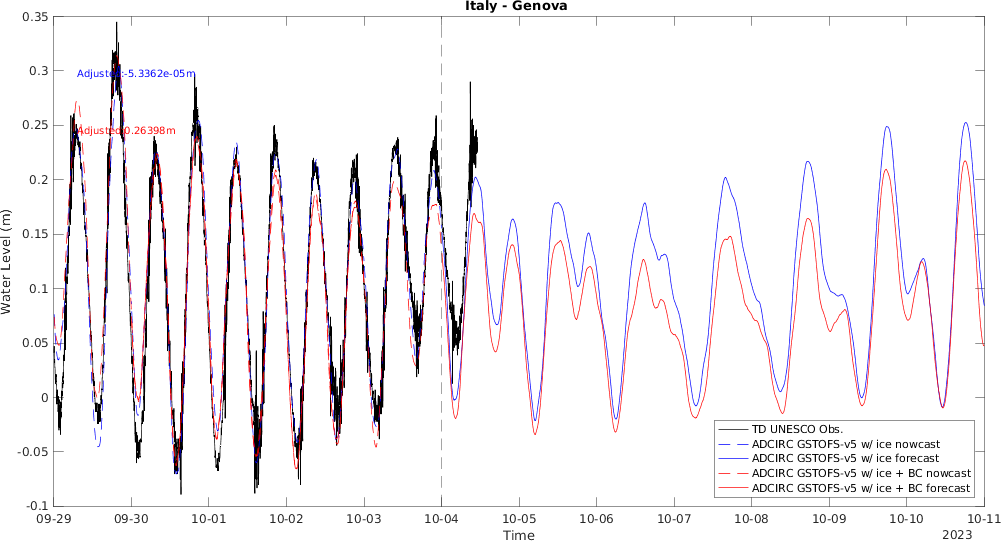 Italy - Genova
0.35
0.3
0.25
0.2
0.15
0.1
0.05
0
-0.05
-0.1
Water Level (m)
Adjusted:-5.3362e-05m
Adjusted:0.26398m
TD UNESCO Obs.
ADCIRC GSTOFS-v5 w/ ice nowcast
ADCIRC GSTOFS-v5 w/ ice forecast
ADCIRC GSTOFS-v5 w/ ice + BC nowcast
ADCIRC GSTOFS-v5 w/ ice + BC forecast
09-29 09-30 10-01 10-02 10-03 10-04 10-05 10-06 10-07 10-08 10-09 10-10 10-11
Time
2023